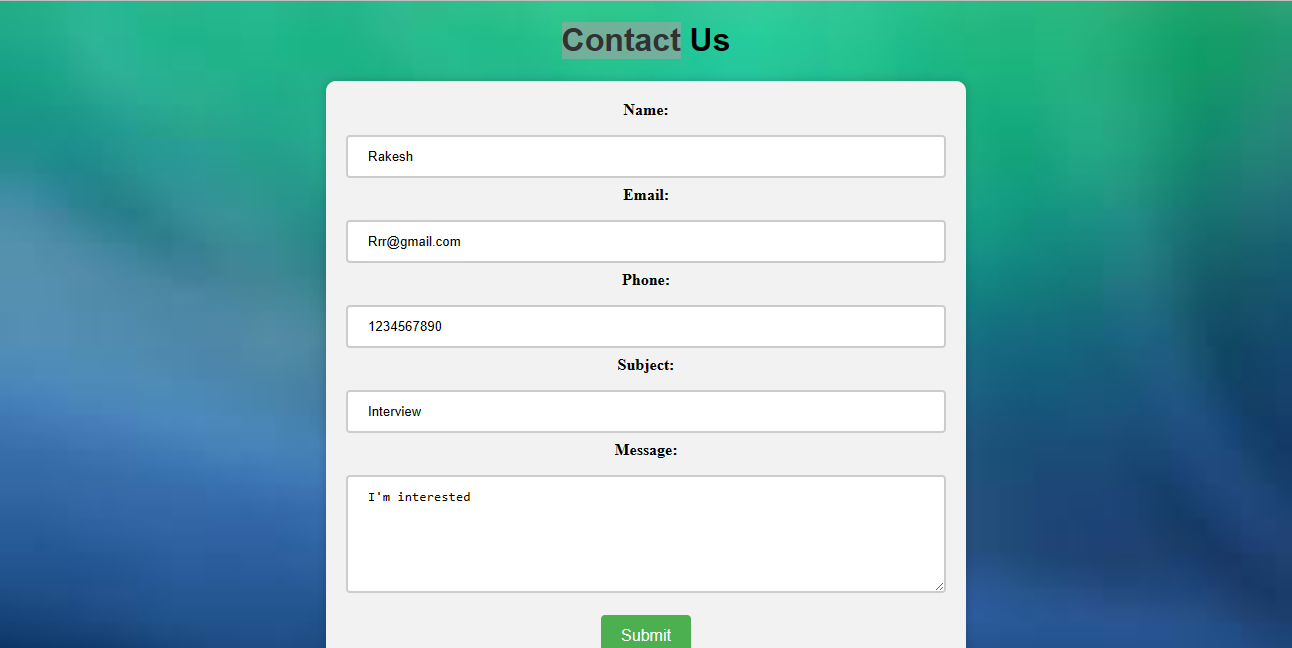 Contact Us
Name:
Rakesh
Email:
Rrr@gmail.com
Phone:
1234567890
Subject:
Interview
Message:
I'm interested
Submit